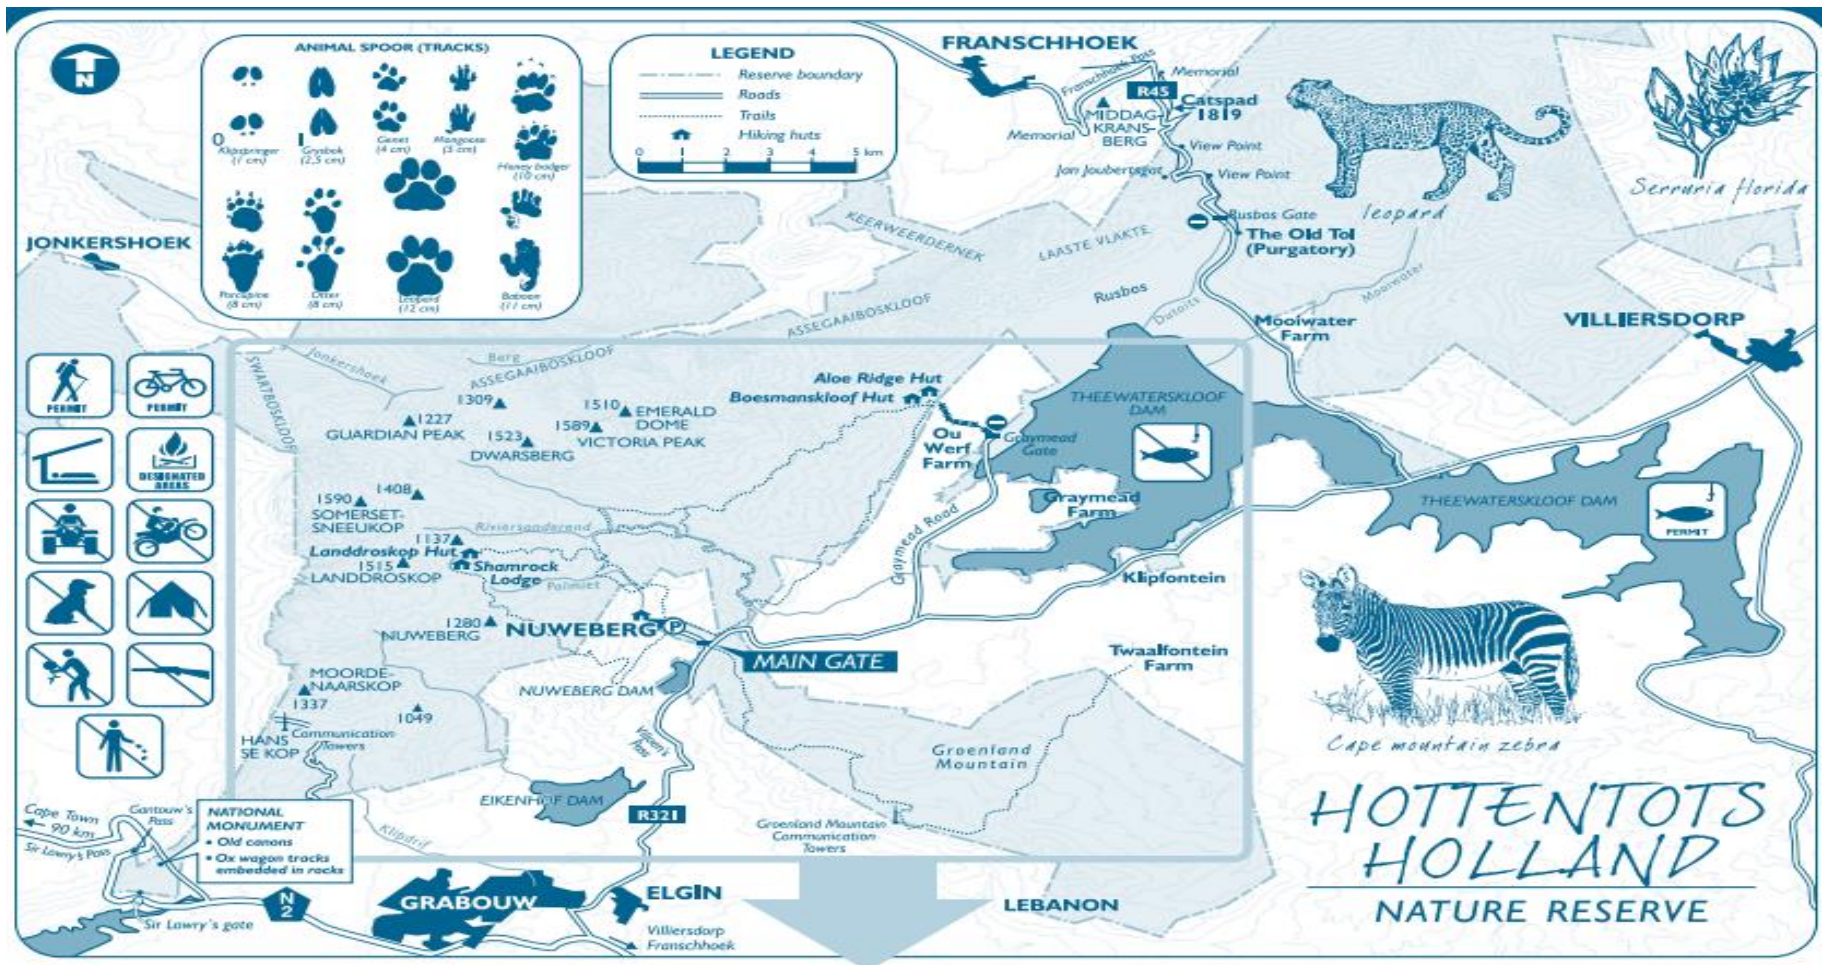 N
ANIMAL SPOOR (TRACKS)
0
Klipspringer
(1 cm)
1
Grysbok
(2,5 cm)
Genet
(4 cm)
Mongoose
(5 cm)
Honey badger
(10 cm)
Porcupine
(8 cm)
Otter
(8 cm)
Leopard
(12 cm)
Baboon
(11 cm)
LEGEND
Reserve boundary
Roads
Trails
Hiking huts
0 1 2 3 4 5 km
FRANSCHHOEK
Franschhoek Pass
Memorial
R45
Catspad
1819
MIDDAG-
KRANS-
BERG
Memorial
View Point
Jan Joubertsgat
View Point
Rusbos Gate
The Old Tol
(Purgatory)
leopard
Serruria florida
JONKERSHOEK
KEERWEERDERNEK
LAASTE VLAKTE
Rusbos
ASSEGAAIBOSKLOOF
Dutoits
Moorwater
Mooiwater
Farm
VILLIERSDORP
SWARTBOSKLOOF
Jonkershoek
Berg
ASSEGAAIBOSKLOOF
1309
1227
GUARDIAN PEAK
1510
EMERALD
DOME
1589
VICTORIA PEAK
1523
DWARSBERG
Aloe Ridge Hut
Boesmanskloof Hut
Ou
Werf
Farm
Graymead
Gate
THEEWATERSKLOOF
DAM
Graymead
Farm
Graymead Road
THEEWATERSKLOOF DAM
PERMIT
PERMIT
PERMIT
DESIGNATED
AREAS
1590
1408
SOMERSET-
SNEEUKOP
Riviersonderend
1137
Landdroskop Hut
1515
LANDDROSKOP
Shamrock
Lodge
Palmiet
Klipfontein
1280
NUWEBERG
NUWEBERG
P
MAIN GATE
Twaalfontein
Farm
MOORDE-
NAARSKOP
1337
1049
NUWEBERG DAM
HANS
SE KOP
Communication
Towers
Viljoen's
Pass
Groenland
Mountain
Cape mountain zebra
EIKENHOF DAM
R321
Groenland Mountain
Communication
Towers
Klipdrif
Cape Town
90 km
Gantouw's
Pass
Sir Lowry's Pass
NATIONAL
MONUMENT
• Old canons
• Ox wagon tracks
embedded in rocks
Sir Lowry's gate
N
2
GRABOUW
ELGIN
Villiersdorp
Franschhoek
LEBANON
HOTTENTOTS
HOLLAND
NATURE RESERVE